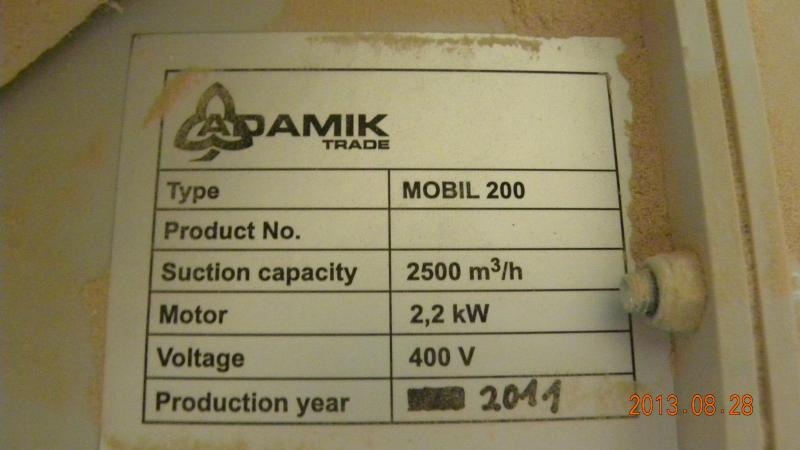 ADAMIK
TRADE
Type MOBIL 200
Product No.
Suction capacity 2500 m³/h
Motor 2,2 kW
Voltage 400 V
Production year 2011
2013.08.28